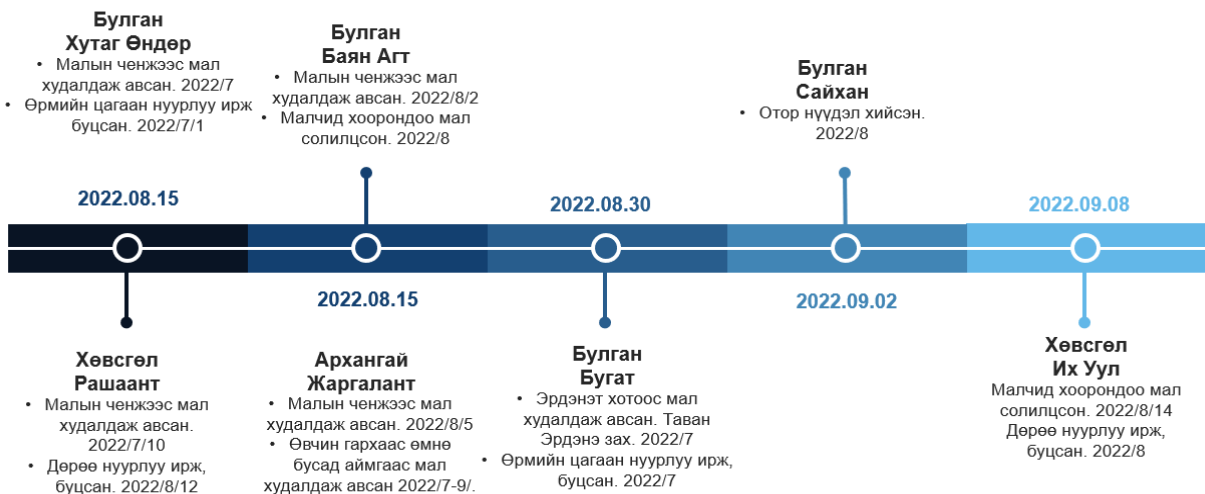 Булган
Хутаг Өндөр
• Малын ченжээс мал
худалдаж авсан. 2022/7
• Өрмийн цагаан нуурлуу ирж
буцсан. 2022/7/1
Булган
Баян Агт
• Малын ченжээс мал
худалдаж авсан. 2022/8/2
• Малчид хоорондоо мал
солилцсон. 2022/8
Булган
Сайхан
• Отор нүүдэл хийсэн.
2022/8
2022.08.15
2022.08.30
2022.09.08
2022.08.15
2022.09.02
Хөвсгөл
Рашаант
• Малын ченжээс мал
худалдаж авсан.
2022/7/10
• Дөрөө нуурлуу ирж,
буцсан. 2022/8/12
Архангай
Жаргалант
• Малын ченжээс мал
худалдаж авсан. 2022/8/5
• Өвчин гархаас өмнө
бусад аймгаас мал
худалдаж авсан 2022/7-9/.
Булган
Бугат
• Эрдэнэт хотоос мал
худалдаж авсан. Таван
Эрдэнэ зах. 2022/7
• Өрмийн цагаан нуурлуу ирж,
буцсан. 2022/7
Хөвсгөл
Их Уул
Малчид хоорондоо мал
солилцсон. 2022/8/14
Дөрөө нуурлуу ирж,
буцсан. 2022/8